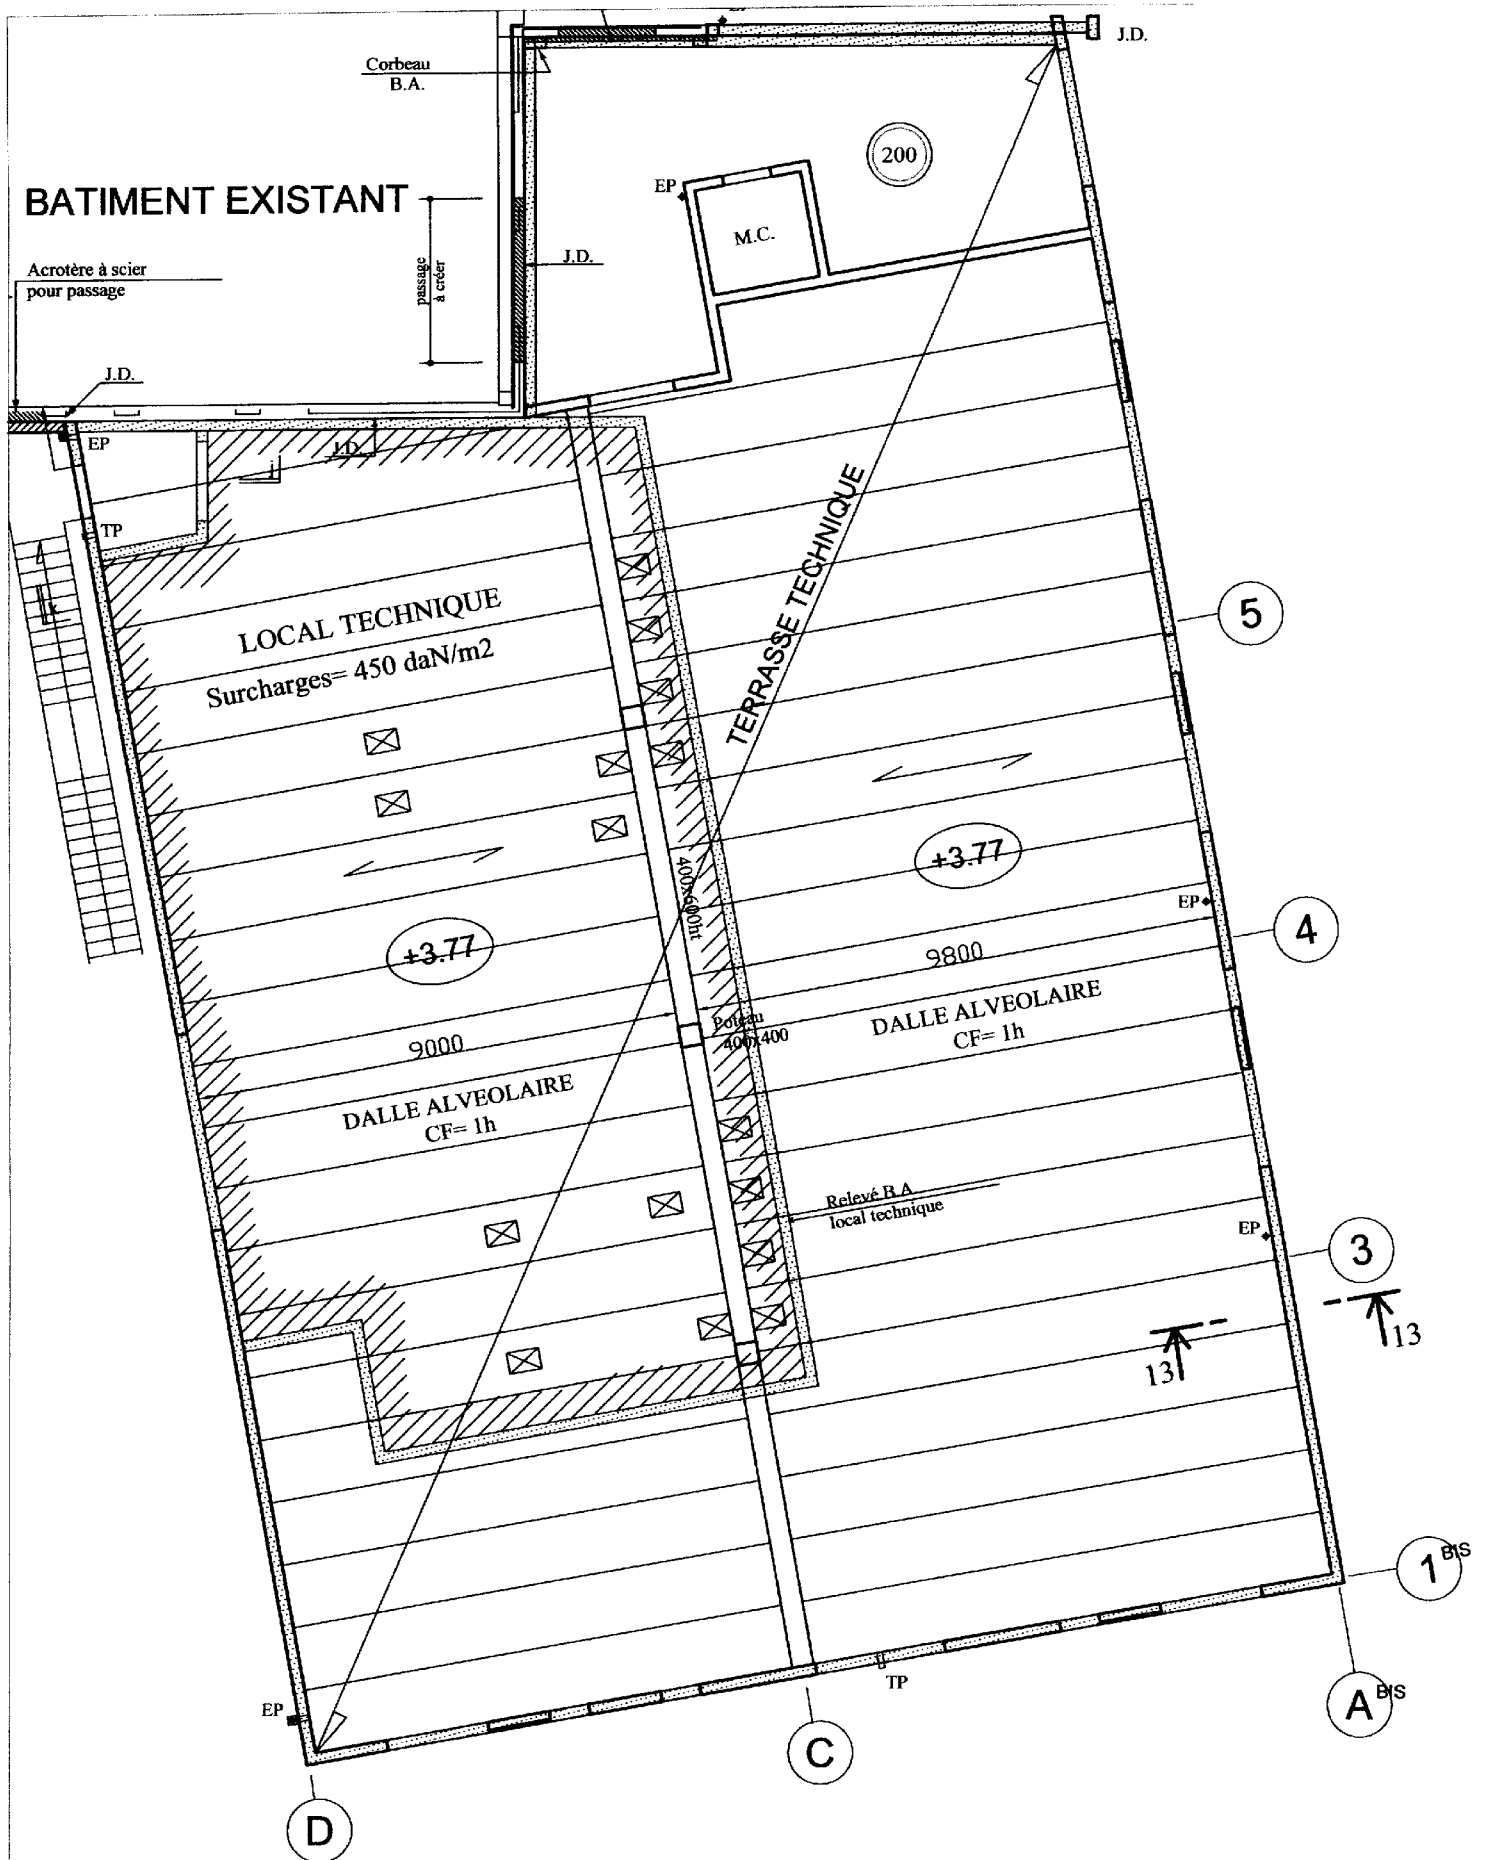 J.D.
Corbeau
B.A.
200
BATIMENT EXISTANT
EP
M.C.
Acrotère à scier
pour passage
passage
à créer
J.D.
J.D.
EP
J.D.
TP
TERRASSE TECHNIQUE
LOCAL TECHNIQUE
Surcharges= 450 daN/m2
5
+3.77
400x600ht
EP
4
+3.77
9800
9000
Poteau
400x400
DALLE ALVEOLAIRE
CF= 1h
DALLE ALVEOLAIRE
CF= 1h
Relevé B.A
local technique
EP
3
13
13
1 BIS
EP
TP
A BIS
C
D